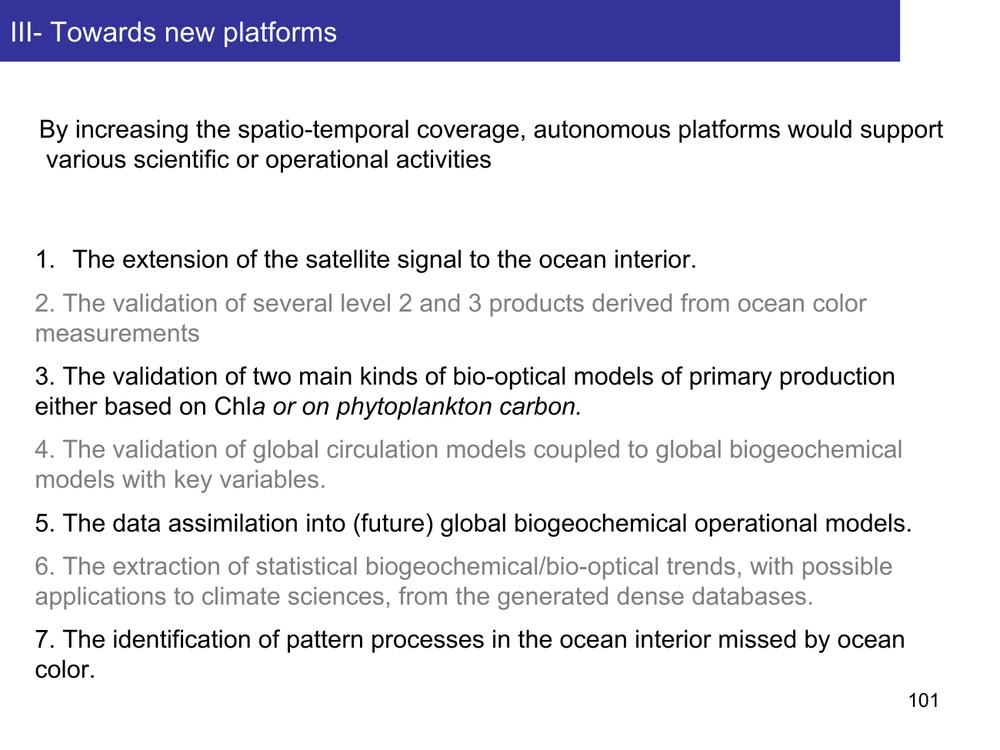 III- Towards new platforms
By increasing the spatio-temporal coverage, autonomous platforms would support
various scientific or operational activities
1. The extension of the satellite signal to the ocean interior.
2. The validation of several level 2 and 3 products derived from ocean color
measurements
3. The validation of two main kinds of bio-optical models of primary production
either based on Chla or on phytoplankton carbon.
4. The validation of global circulation models coupled to global biogeochemical
models with key variables.
5. The data assimilation into (future) global biogeochemical operational models.
6. The extraction of statistical biogeochemical/bio-optical trends, with possible
applications to climate sciences, from the generated dense databases.
7. The identification of pattern processes in the ocean interior missed by ocean
color.
101